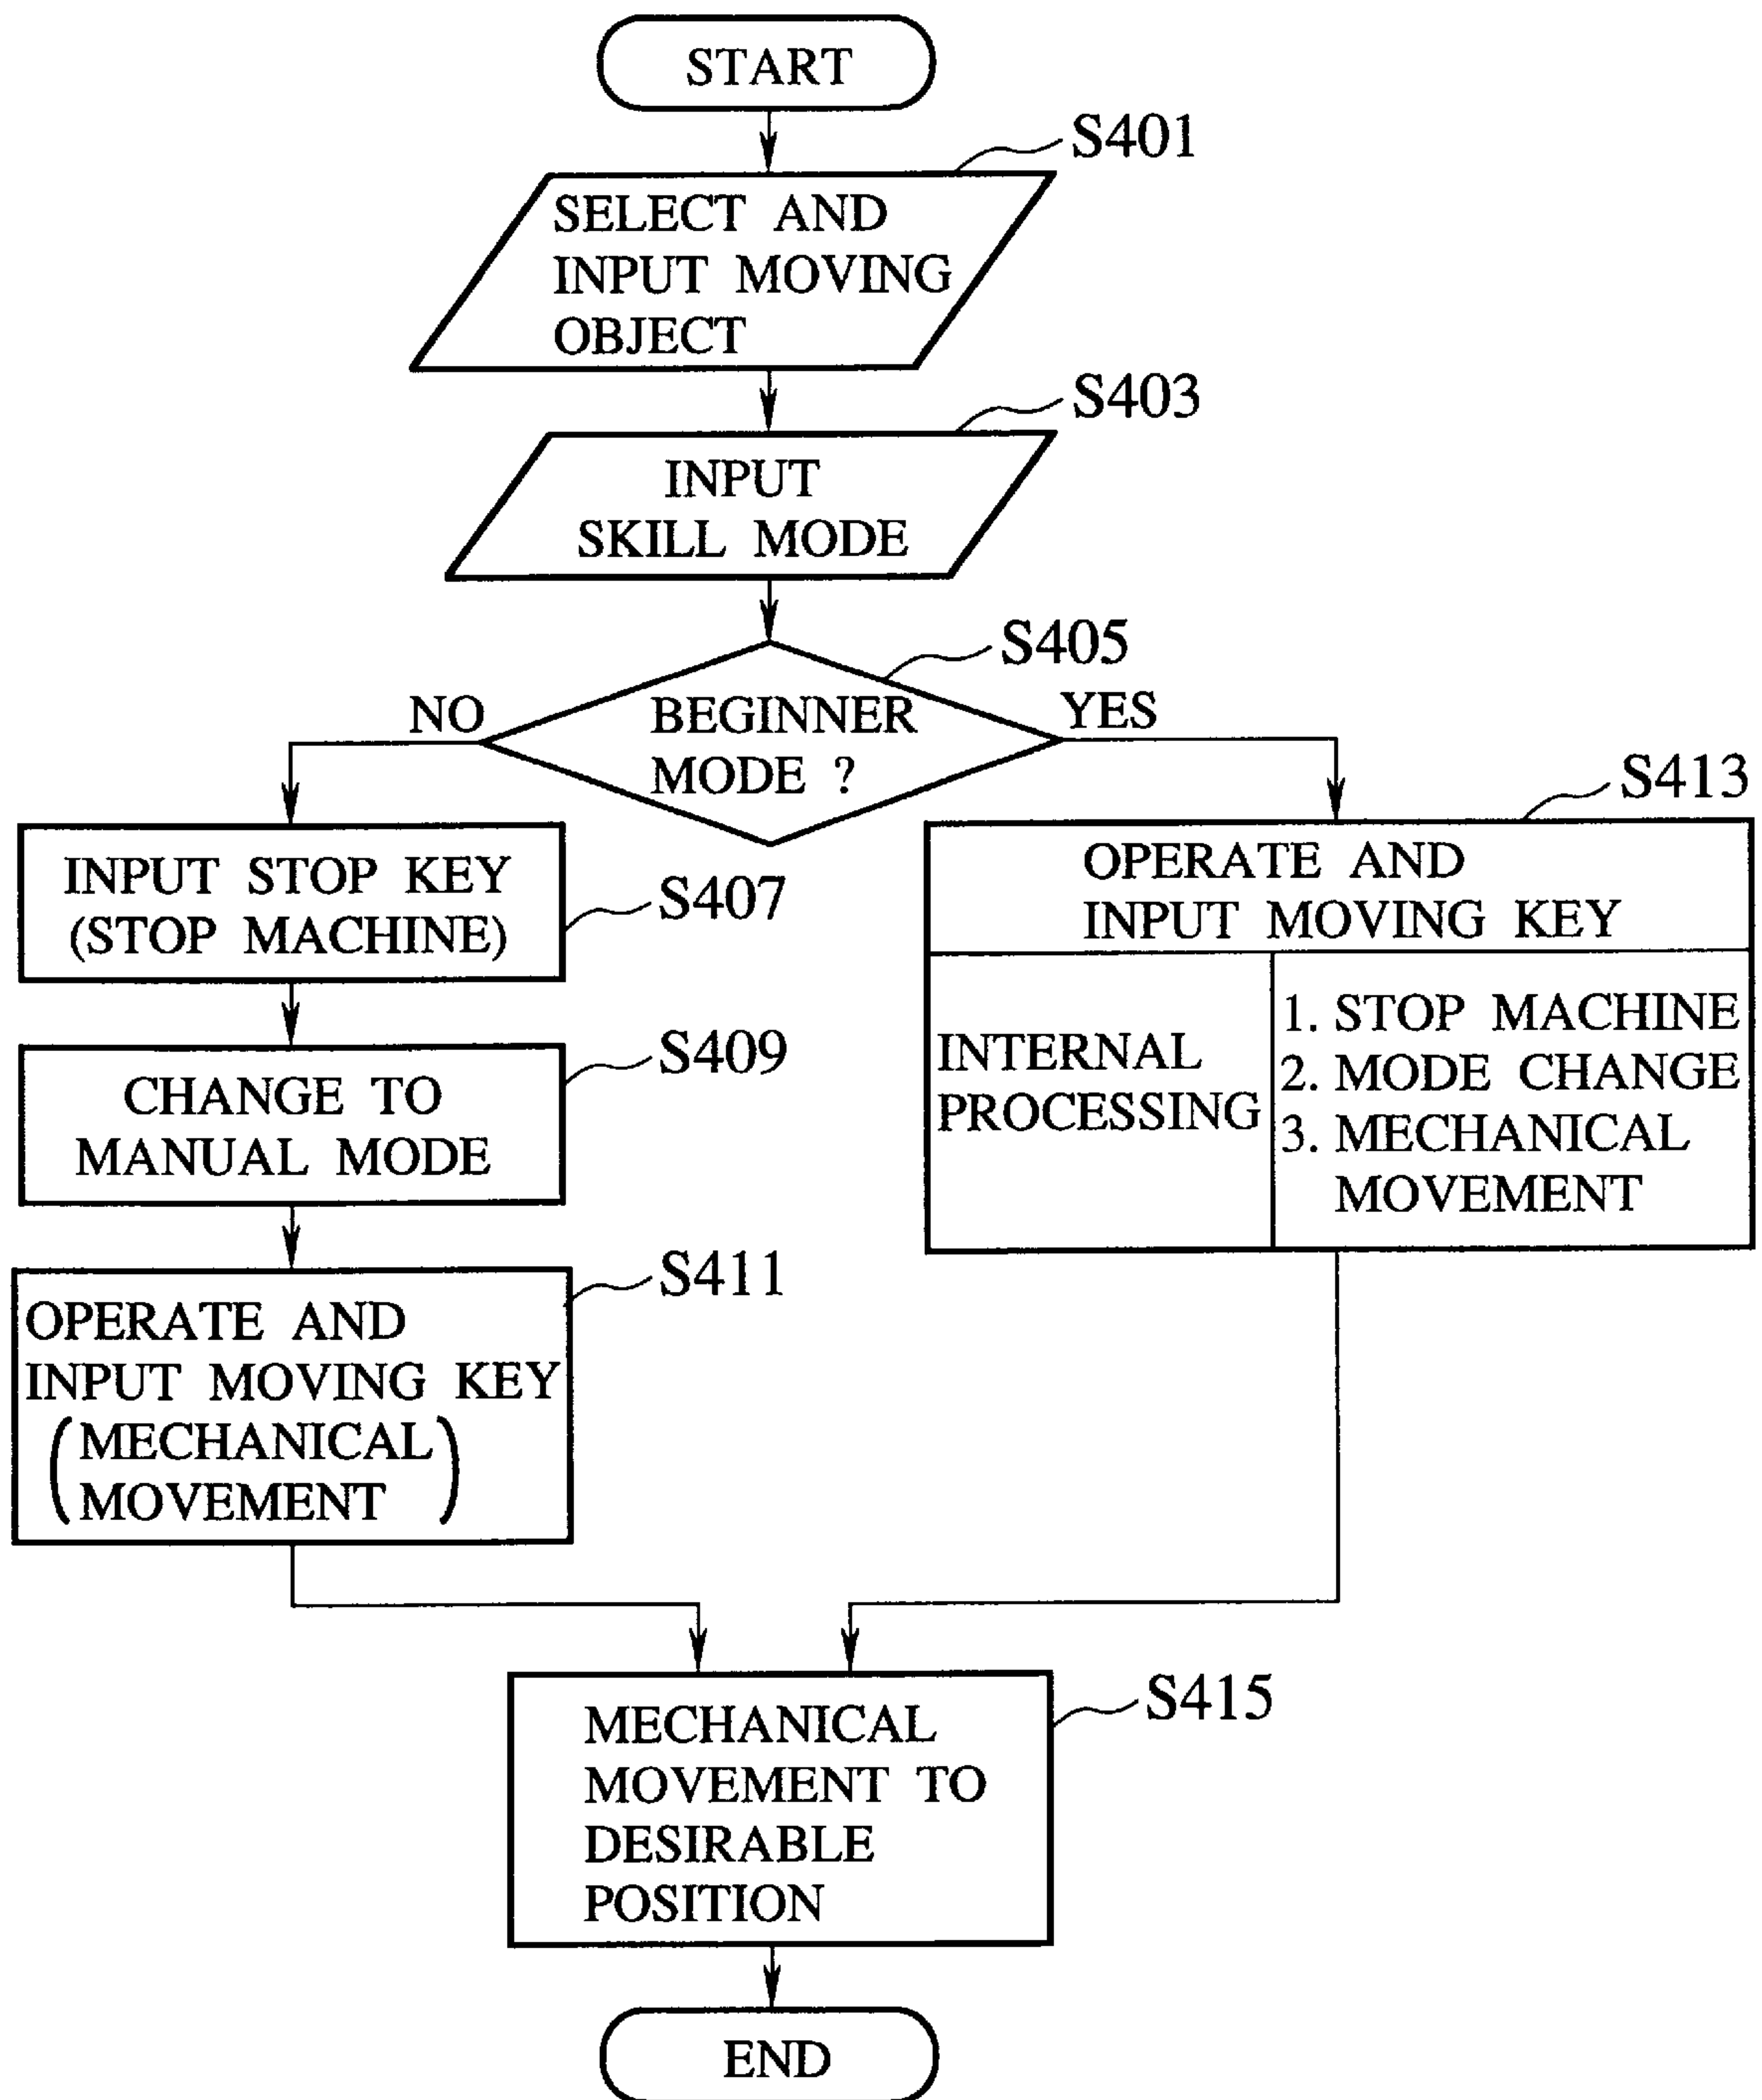 START
S401
SELECT AND
INPUT MOVING
OBJECT
S403
INPUT
SKILL MODE
S405
BEGINNER
MODE ?
NO
YES
INPUT STOP KEY
(STOP MACHINE)
S407
CHANGE TO
MANUAL MODE
S409
OPERATE AND
INPUT MOVING KEY
(MECHANICAL
MOVEMENT)
S411
S413
OPERATE AND
INPUT MOVING KEY
INTERNAL
PROCESSING
1. STOP MACHINE
2. MODE CHANGE
3. MECHANICAL
MOVEMENT
MECHANICAL
MOVEMENT TO
DESIRABLE
POSITION
S415
END